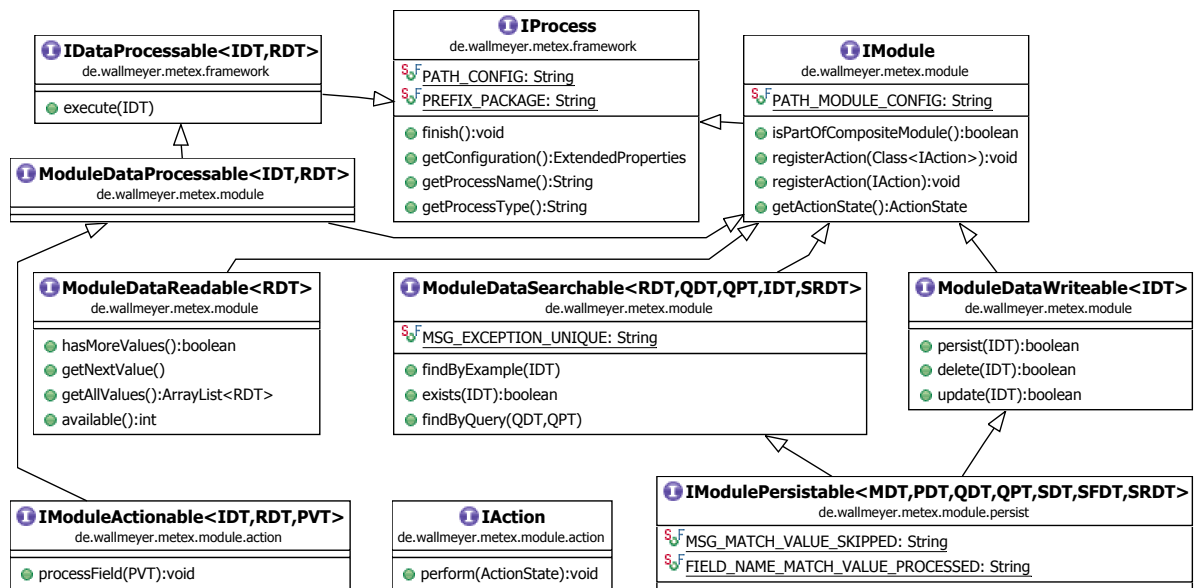 IDataProcessable<IDT,RDT>
de.wallmeyer.metex.framework
execute(IDT)
IProcess
de.wallmeyer.metex.framework
PATH_CONFIG: String
PREFIX_PACKAGE: String
finish():void
getConfiguration():ExtendedProperties
getProcessName():String
getProcessType():String
IModule
de.wallmeyer.metex.module
PATH_MODULE_CONFIG: String
isPartOfCompositeModule():boolean
registerAction(Class<IAction>):void
registerAction(IAction):void
getActionState():ActionState
ModuleDataProcessable<IDT,RDT>
de.wallmeyer.metex.module
ModuleDataReadable<RDT>
de.wallmeyer.metex.module
hasMoreValues():boolean
getNextValue()
getAllValues():ArrayList<RDT>
available():int
ModuleDataSearchable<RDT,QDT,QPT,IDT,SRDT>
de.wallmeyer.metex.module
MSG_EXCEPTION_UNIQUE: String
findByExample(IDT)
exists(IDT):boolean
findByQuery(QDT,QPT)
ModuleDataWriteable<IDT>
de.wallmeyer.metex.module
persist(IDT):boolean
delete(IDT):boolean
update(IDT):boolean
IModuleActionable<IDT,RDT,PVT>
de.wallmeyer.metex.module.action
processField(PVT):void
IAction
de.wallmeyer.metex.module.action
perform(ActionState):void
IModulePersistable<MDT,PDT,QDT,QPT,SDT,SFDT,SRDT>
de.wallmeyer.metex.module.persist
MSG_MATCH_VALUE_SKIPPED: String
FIELD_NAME_MATCH_VALUE_PROCESSED: String